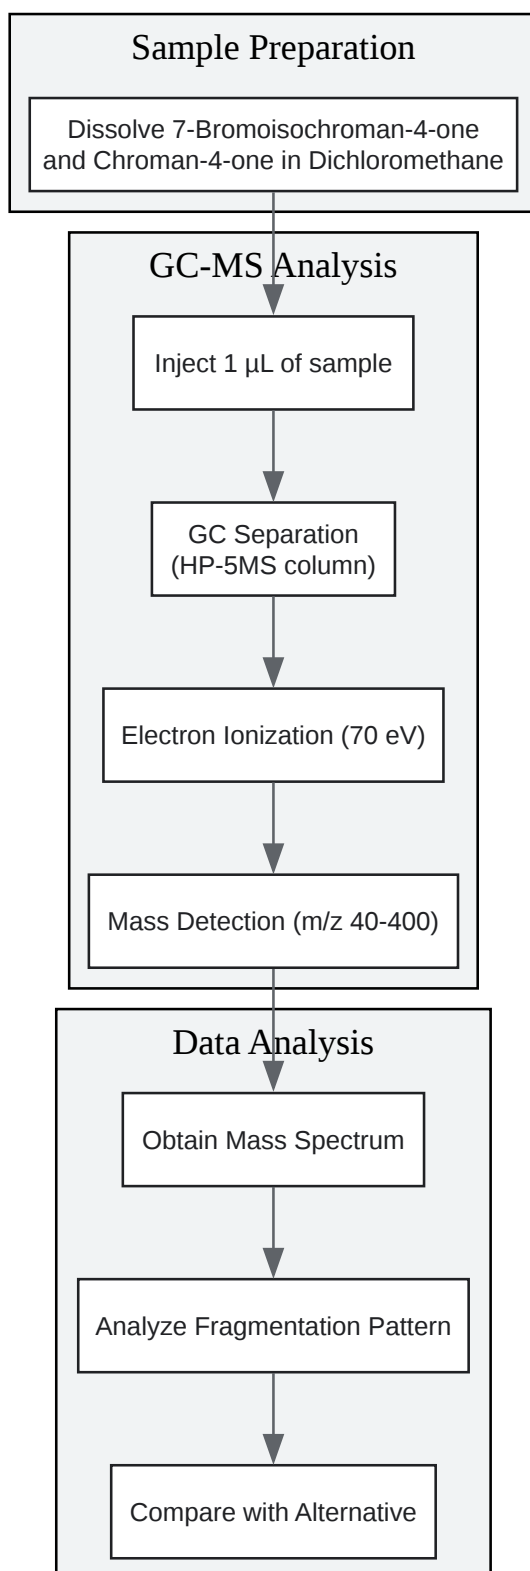 Sample Preparation
Dissolve 7-Bromoisochroman-4-one
and Chroman-4-one in Dichloromethane
GC-MS Analysis
Inject 1 µL of sample
GC Separation
(HP-5MS column)
Electron Ionization (70 eV)
Mass Detection (m/z 40-400)
Data Analysis
Obtain Mass Spectrum
Analyze Fragmentation Pattern
Compare with Alternative